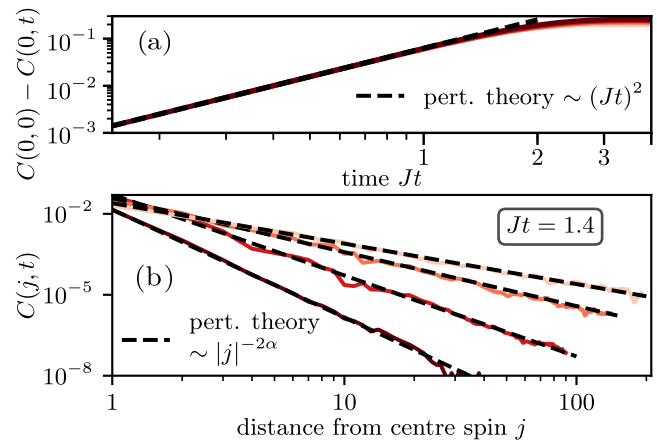 C(0, 0) − C(0, t)
10⁻¹
10⁻²
10⁻³
(a)
pert. theory ∼ (Jt)²
1
2
3
time Jt
C(j, t)
10⁻²
10⁻⁵
10⁻⁸
Jt = 1.4
(b)
pert. theory
∼ |j|⁻²ᵅ
1
10
100
distance from centre spin j